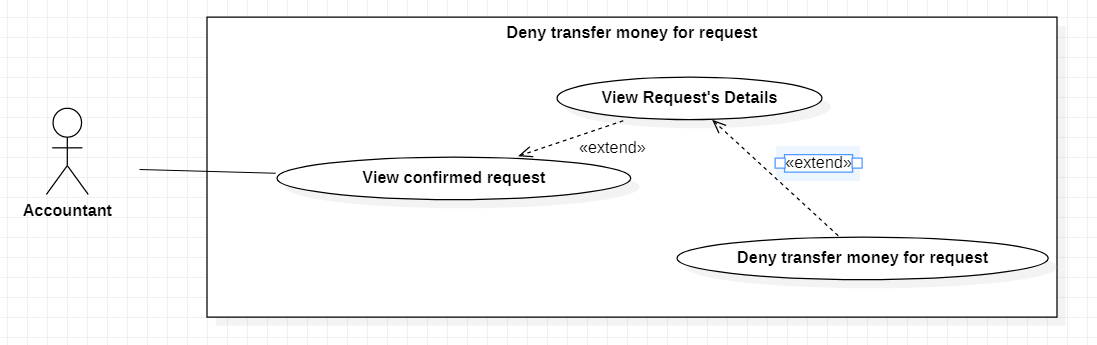 Deny transfer money for request
View Request's Details
«extend»
«extend»
View confirmed request
Accountant
Deny transfer money for request